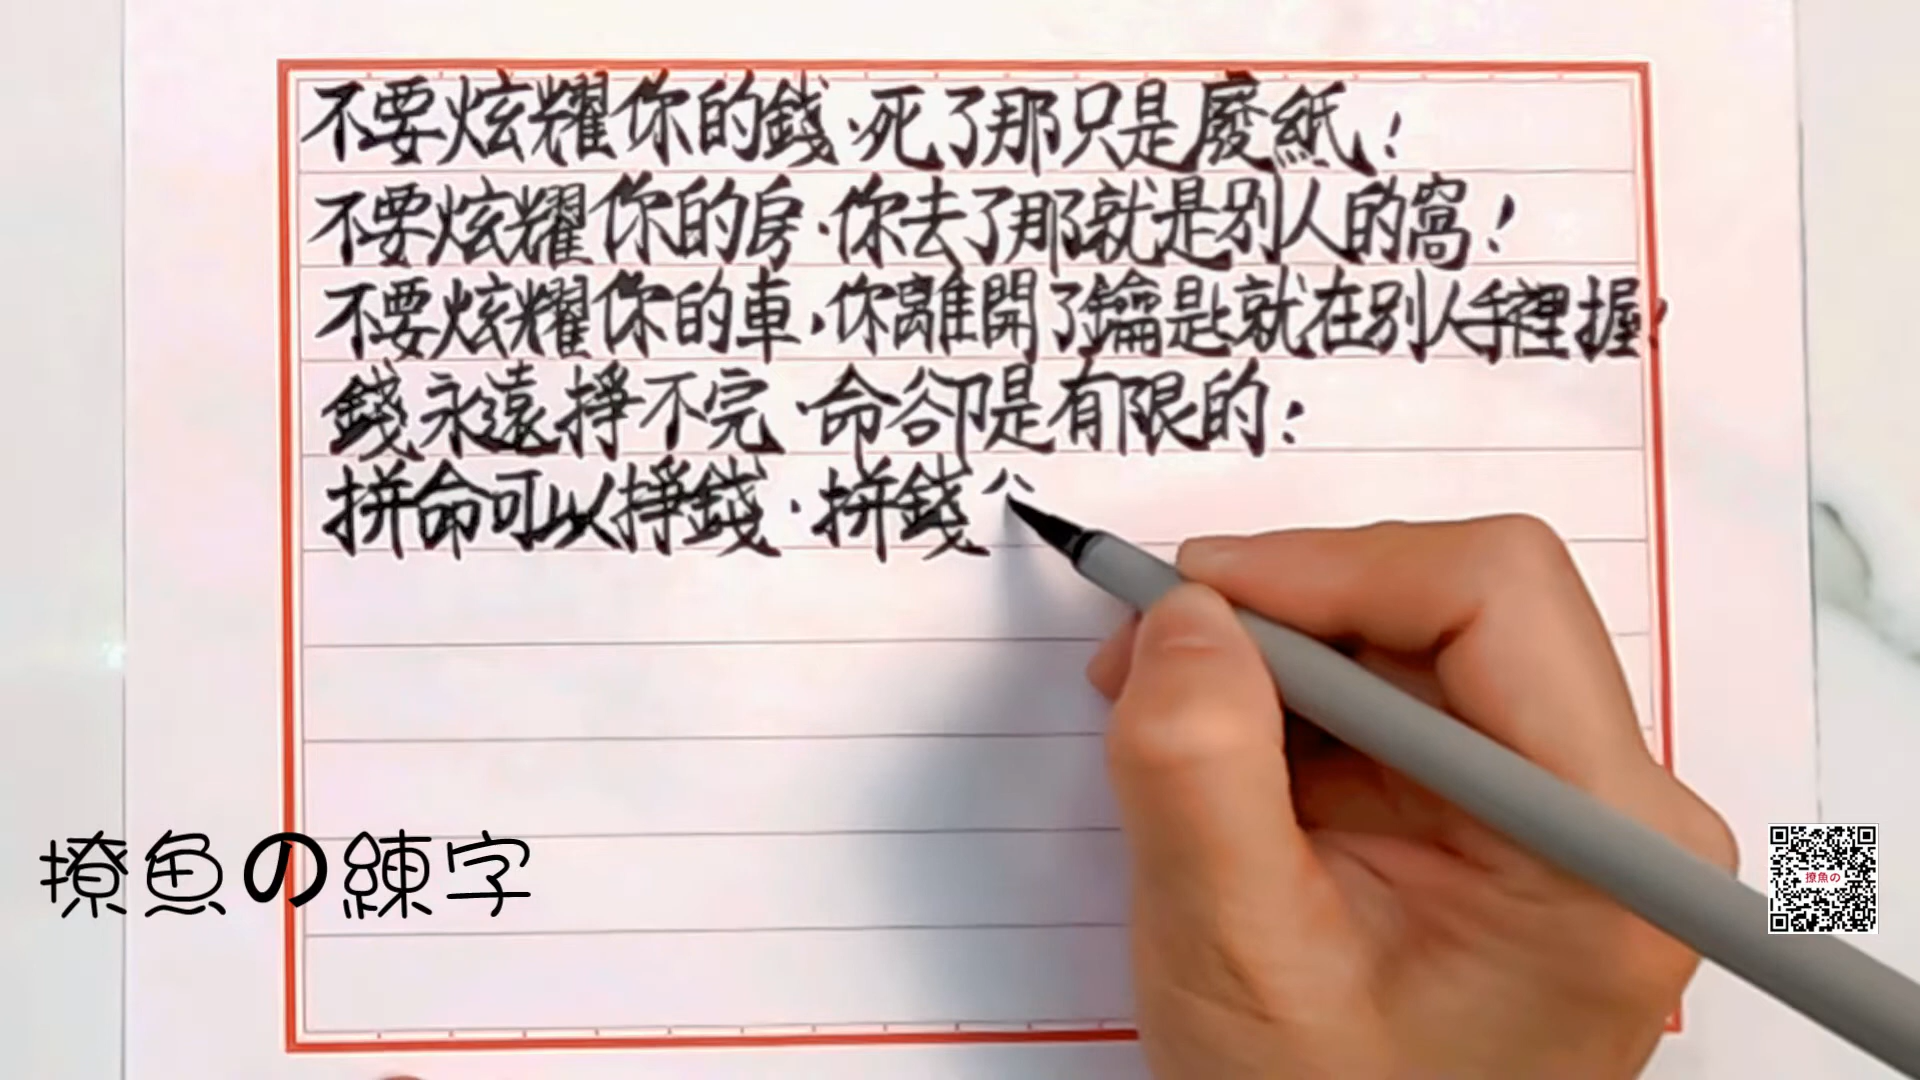 不要炫耀你的錢·死了那只是廢紙!
不要炫耀你的房·你去了那就是別人的窩!
不要炫耀你的車,你離開了鑰匙就在別人手裡握!
錢永遠掙不完·命卻是有限的:
拼命可以掙錢·拼錢
撩魚の練字
撩魚の